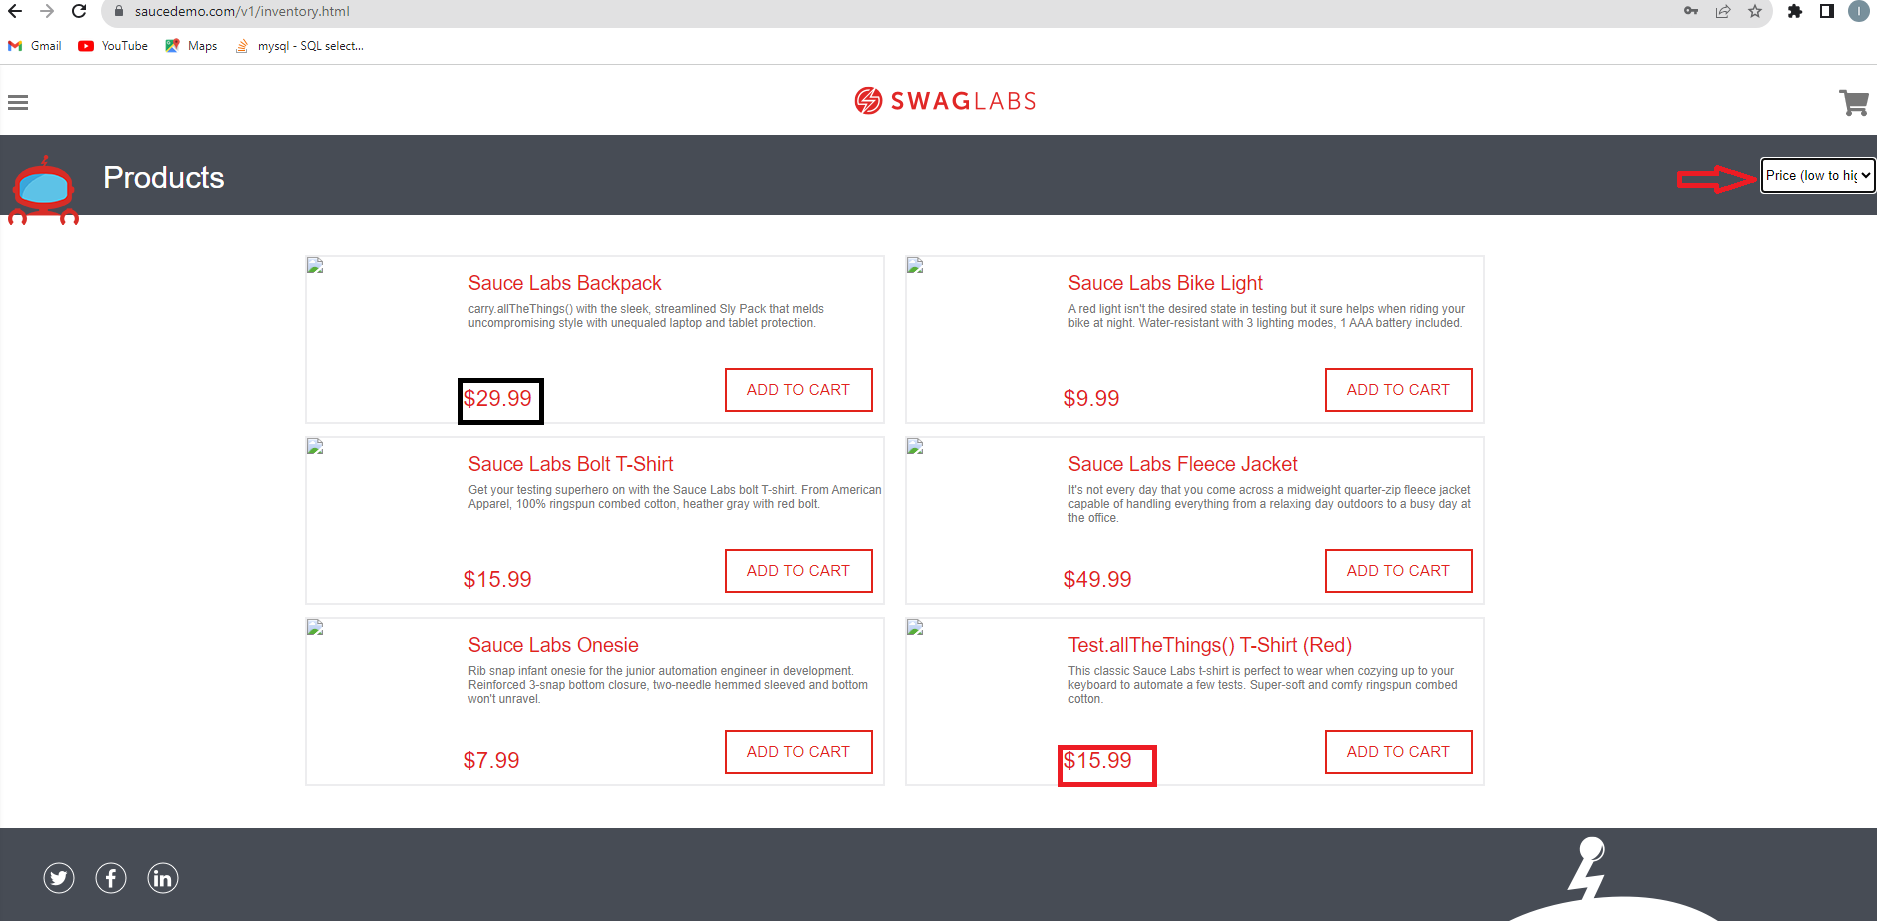 saucedemo.com/v1/inventory.html
I
Gmail YouTube Maps mysql - SQL select...
SWAGLABS
Products
Price (low to hig
Sauce Labs Backpack
carry.allTheThings() with the sleek, streamlined Sly Pack that melds
uncompromising style with unequaled laptop and tablet protection.
$29.99
ADD TO CART
Sauce Labs Bike Light
A red light isn't the desired state in testing but it sure helps when riding your
bike at night. Water-resistant with 3 lighting modes, 1 AAA battery included.
$9.99
ADD TO CART
Sauce Labs Bolt T-Shirt
Get your testing superhero on with the Sauce Labs bolt T-shirt. From American
Apparel, 100% ringspun combed cotton, heather gray with red bolt.
$15.99
ADD TO CART
Sauce Labs Fleece Jacket
It's not every day that you come across a midweight quarter-zip fleece jacket
capable of handling everything from a relaxing day outdoors to a busy day at
the office.
$49.99
ADD TO CART
Sauce Labs Onesie
Rib snap infant onesie for the junior automation engineer in development.
Reinforced 3-snap bottom closure, two-needle hemmed sleeved and bottom
won't unravel.
$7.99
ADD TO CART
Test.allTheThings() T-Shirt (Red)
This classic Sauce Labs t-shirt is perfect to wear when cozying up to your
keyboard to automate a few tests. Super-soft and comfy ringspun combed
cotton.
$15.99
ADD TO CART